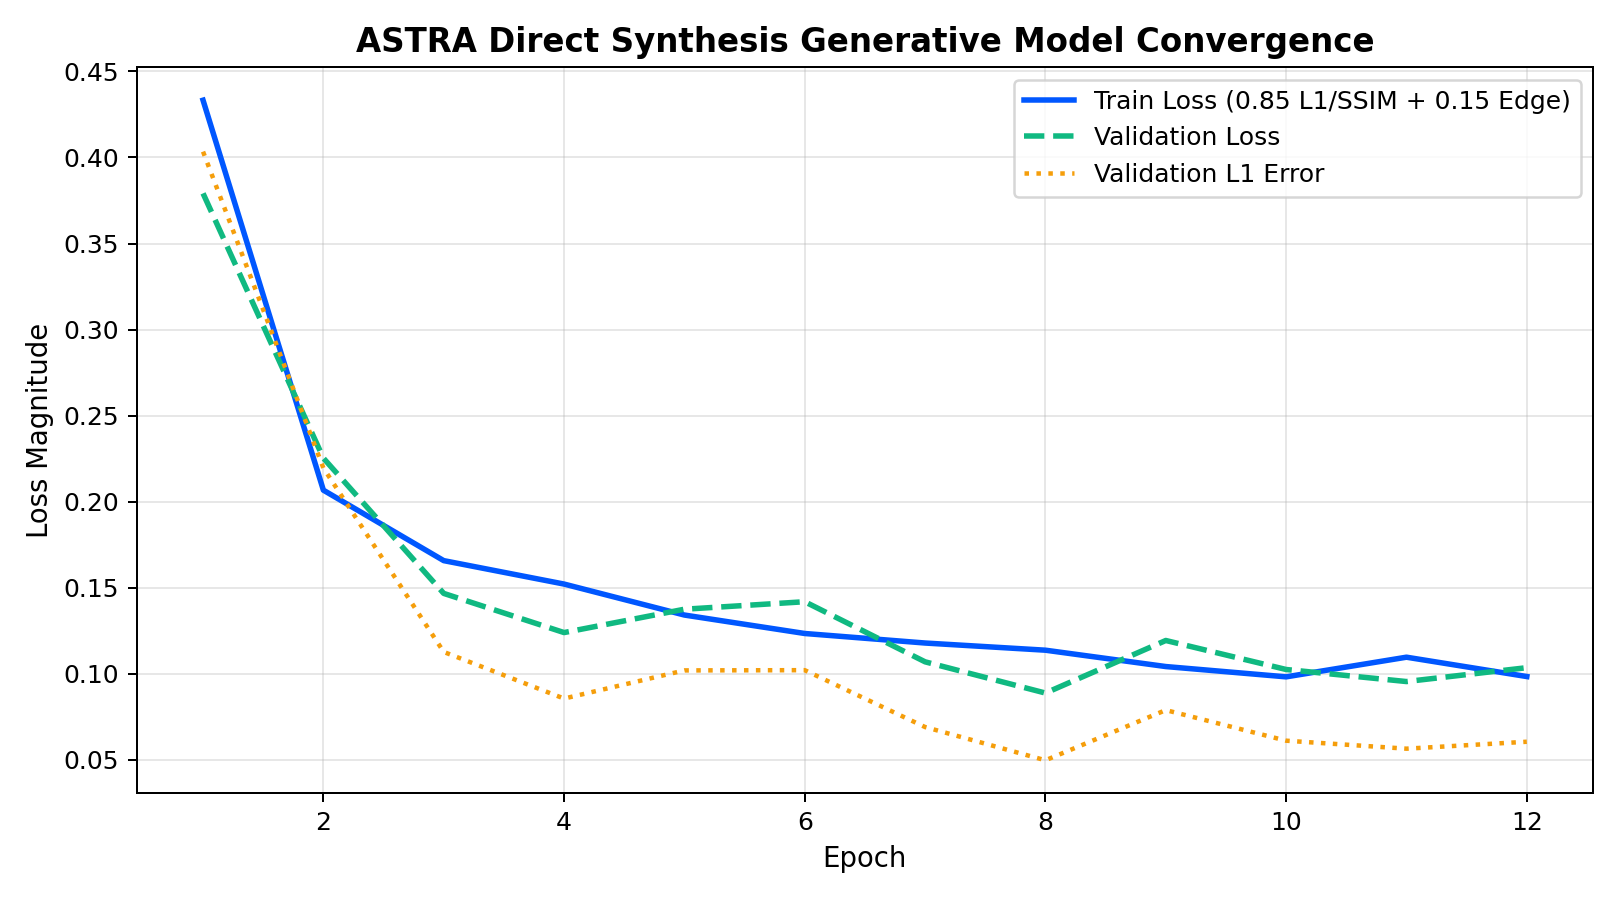 ASTRA Direct Synthesis Generative Model Convergence
Train Loss (0.85 L1/SSIM + 0.15 Edge)
Validation Loss
Validation L1 Error
Loss Magnitude
0.45
0.40
0.35
0.30
0.25
0.20
0.15
0.10
0.05
2 4 6 8 10 12
Epoch